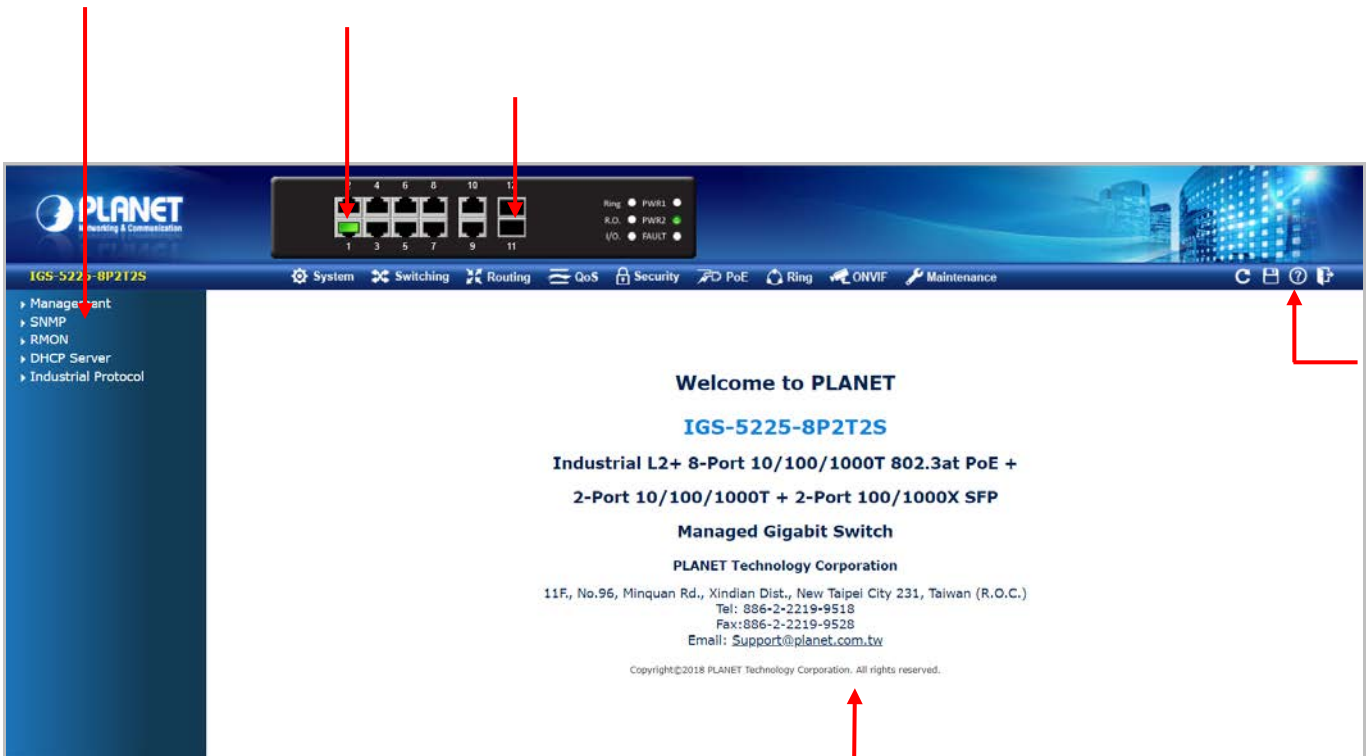 4 6 8 10 12
Ring PWR1
R.O. PWR2
I/O. FAULT
1 3 5 7 9 11
PLANET
Networking & Communication
IGS-5225-8P2T2S
System Switching Routing QoS Security PoE Ring ONVIF Maintenance
Management
SNMP
RMON
DHCP Server
Industrial Protocol
Welcome to PLANET
IGS-5225-8P2T2S
Industrial L2+ 8-Port 10/100/1000T 802.3at PoE +
2-Port 10/100/1000T + 2-Port 100/1000X SFP
Managed Gigabit Switch
PLANET Technology Corporation
11F., No.96, Minquan Rd., Xindian Dist., New Taipei City 231, Taiwan (R.O.C.)
Tel: 886-2-2219-9518
Fax:886-2-2219-9528
Email: Support@planet.com.tw
Copyright©2018 PLANET Technology Corporation. All rights reserved.